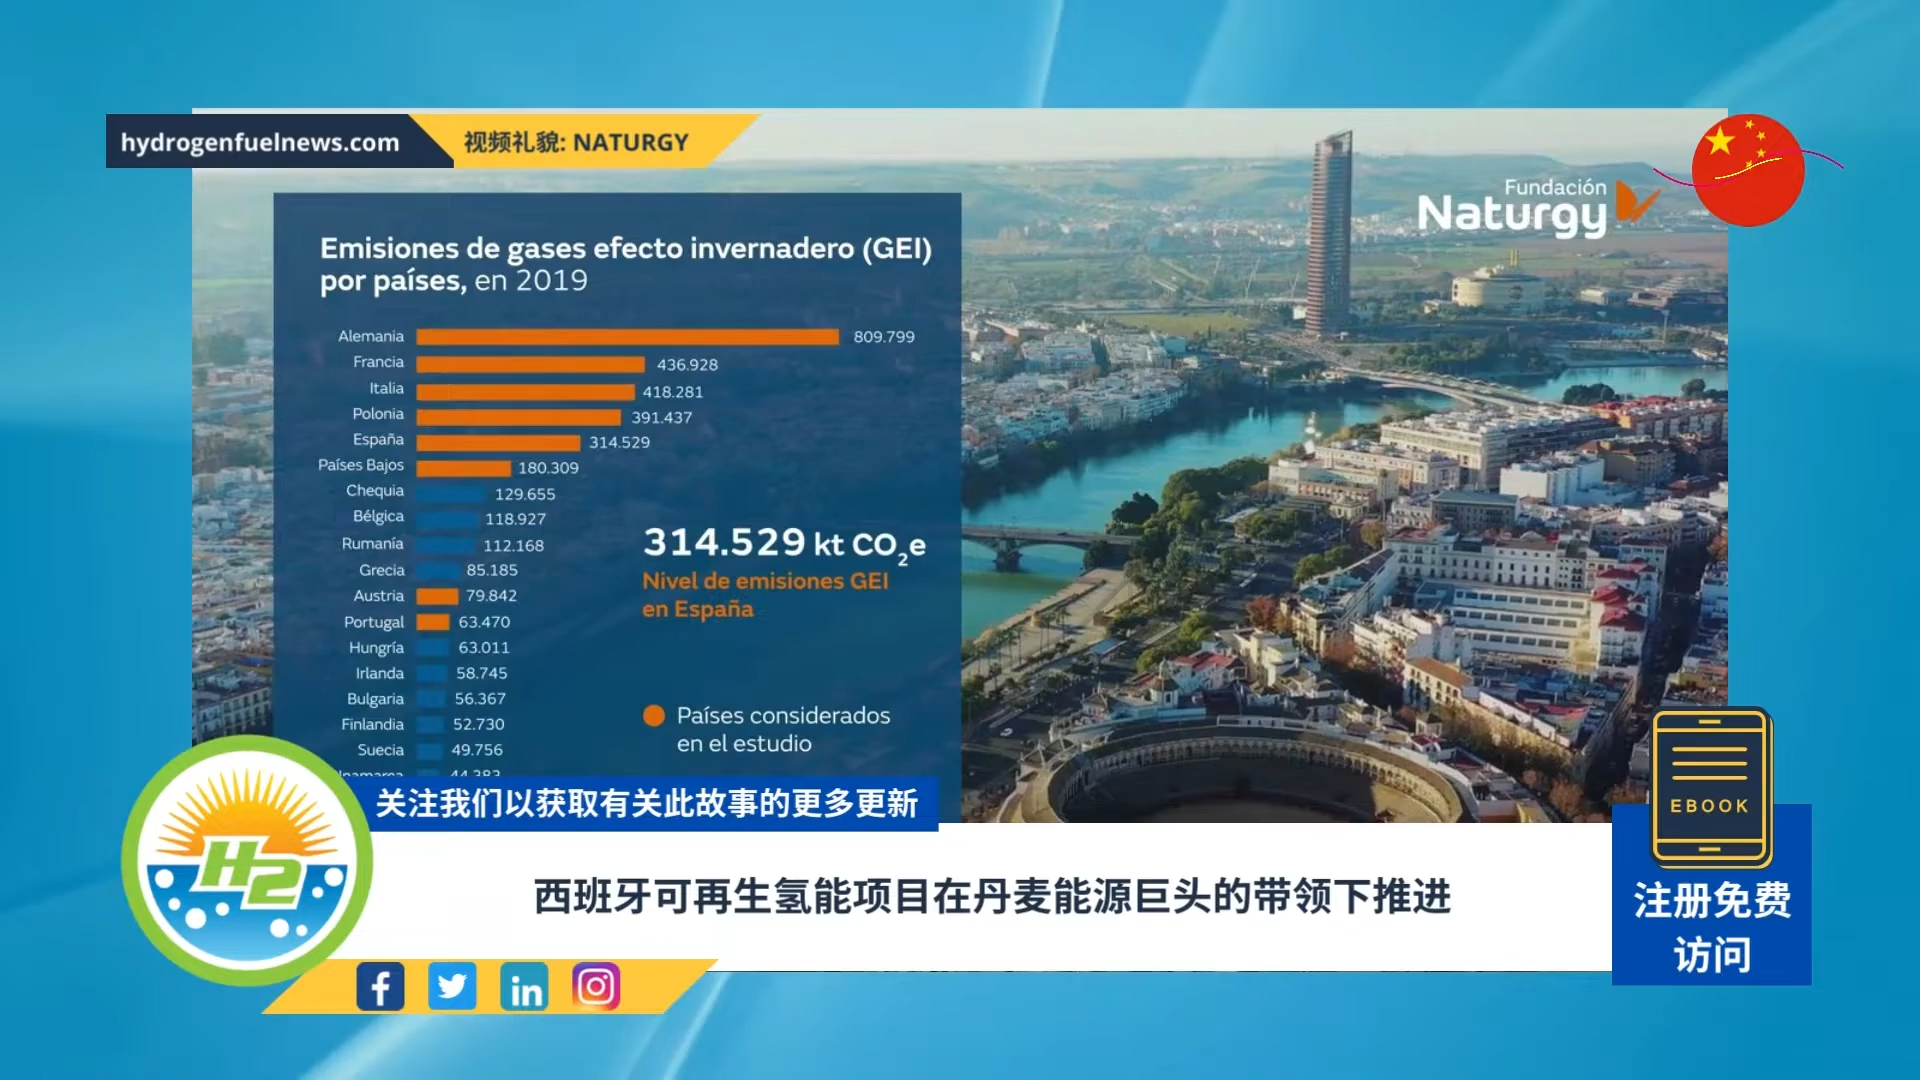 hydrogenfuelnews.com
视频礼貌: NATURGY
Fundación
Naturgy
Emisiones de gases efecto invernadero (GEI)
por países, en 2019
Alemania 809.799
Francia 436.928
Italia 418.281
Polonia 391.437
España 314.529
Países Bajos 180.309
Chequia 129.655
Bélgica 118.927
Rumanía 112.168
Grecia 85.185
Austria 79.842
Portugal 63.470
Hungría 63.011
Irlanda 58.745
Bulgaria 56.367
Finlandia 52.730
Suecia 49.756
44.383
314.529 kt CO2e
Nivel de emisiones GEI
en España
Países considerados
en el estudio
关注我们以获取有关此故事的更多更新
H2
西班牙可再生氢能项目在丹麦能源巨头的带领下推进
EBOOK
注册免费
访问
f
in